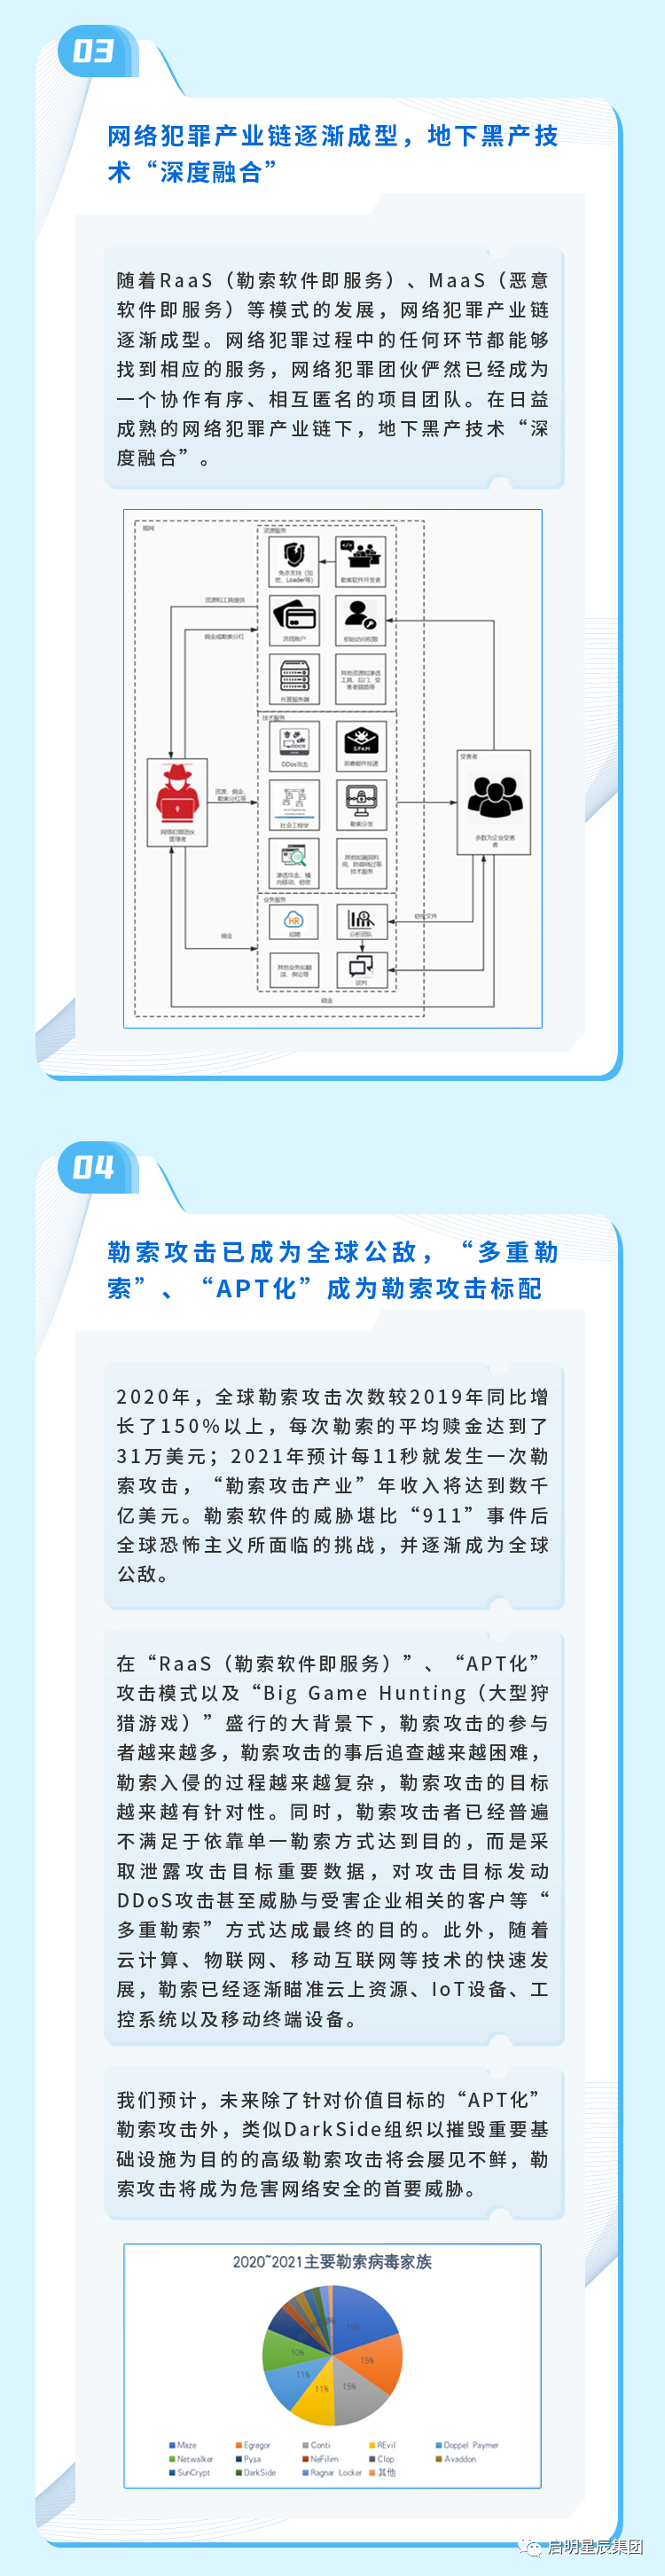 03
网络犯罪产业链逐渐成型，地下黑产技
术“深度融合”
随着RaaS（勒索软件即服务）、MaaS（恶意
软件即服务）等模式的发展，网络犯罪产业链
逐渐成型。网络犯罪过程中的任何环节都能够
找到相应的服务，网络犯罪团伙俨然已经成为
一个协作有序、相互匿名的项目团队。在日益
成熟的网络犯罪产业链下，地下黑产技术“深
度融合”。
暗网
资源服务
免杀支持（加
密、Loader等）
勒索软件开发者
资源和工具提供
佣金或勒索分红
洗钱账户
初始访问权限
托管服务器
其他资源如渗透
工具、后门、受
害者链路等
技术服务
DDOS
DDos攻击
SPAM
恶意邮件投递
受害者
网络犯罪团伙
管理者
资源、佣金、
勒索分红等
社会工程学
勒索分发
多数为企业受害
者
渗透攻击、横
向移动、窃密
技术服务
业务服务
HR
招聘
分析团队
窃密文件
佣金
其他业务如翻
译、舆论等
谈判
赎金
04
勒索攻击已成为全球公敌，“多重勒
索”、“APT化”成为勒索攻击标配
2020年，全球勒索攻击次数较2019年同比增
长了150%以上，每次勒索的平均赎金达到了
31万美元；2021年预计每11秒就发生一次勒
索攻击，“勒索攻击产业”年收入将达到数千
亿美元。勒索软件的威胁堪比“911”事件后
全球恐怖主义所面临的挑战，并逐渐成为全球
公敌。
在“RaaS（勒索软件即服务）”、“APT化”
攻击模式以及“Big Game Hunting（大型狩
猎游戏）”盛行的大背景下，勒索攻击的参与
者越来越多，勒索攻击的事后追查越来越困难，
勒索入侵的过程越来越复杂，勒索攻击的目标
越来越有针对性。同时，勒索攻击者已经普遍
不满足于依靠单一勒索方式达到目的，而是采
取泄露攻击目标重要数据，对攻击目标发动
DDoS攻击甚至威胁与受害企业相关的客户等“
多重勒索”方式达成最终的目的。此外，随着
云计算、物联网、移动互联网等技术的快速发
展，勒索已经逐渐瞄准云上资源、IoT设备、工
控系统以及移动终端设备。
我们预计，未来除了针对价值目标的“APT化”
勒索攻击外，类似DarkSide组织以摧毁重要基
础设施为目的的高级勒索攻击将会屡见不鲜，勒
索攻击将成为危害网络安全的首要威胁。
2020~2021主要勒索病毒家族
15%
15%
11%
11%
10%
Maze Egregor Conti REvil Doppel Paymer
Netwalker Pysa NeFilim Clop Avaddon
SunCrypt DarkSide Ragnar Locker 其他
启明星辰集团